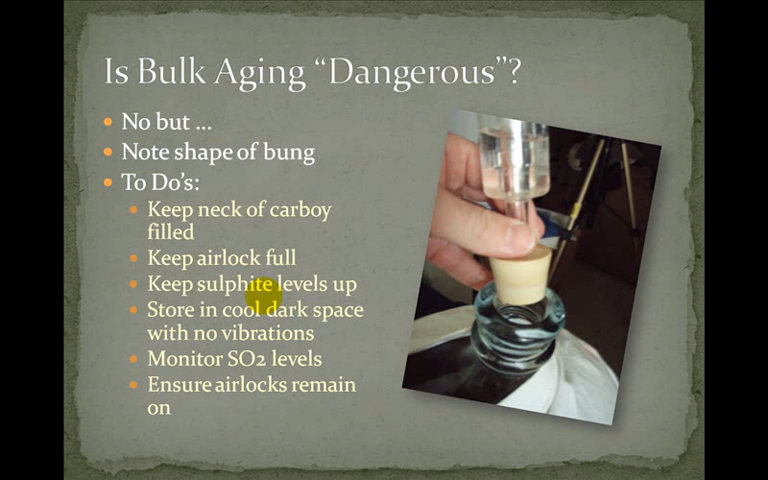 Is Bulk Aging “Dangerous”?
No but ...
Note shape of bung
To Do’s:
Keep neck of carboy
filled
Keep airlock full
Keep sulphite levels up
Store in cool dark space
with no vibrations
Monitor SO2 levels
Ensure airlocks remain
on